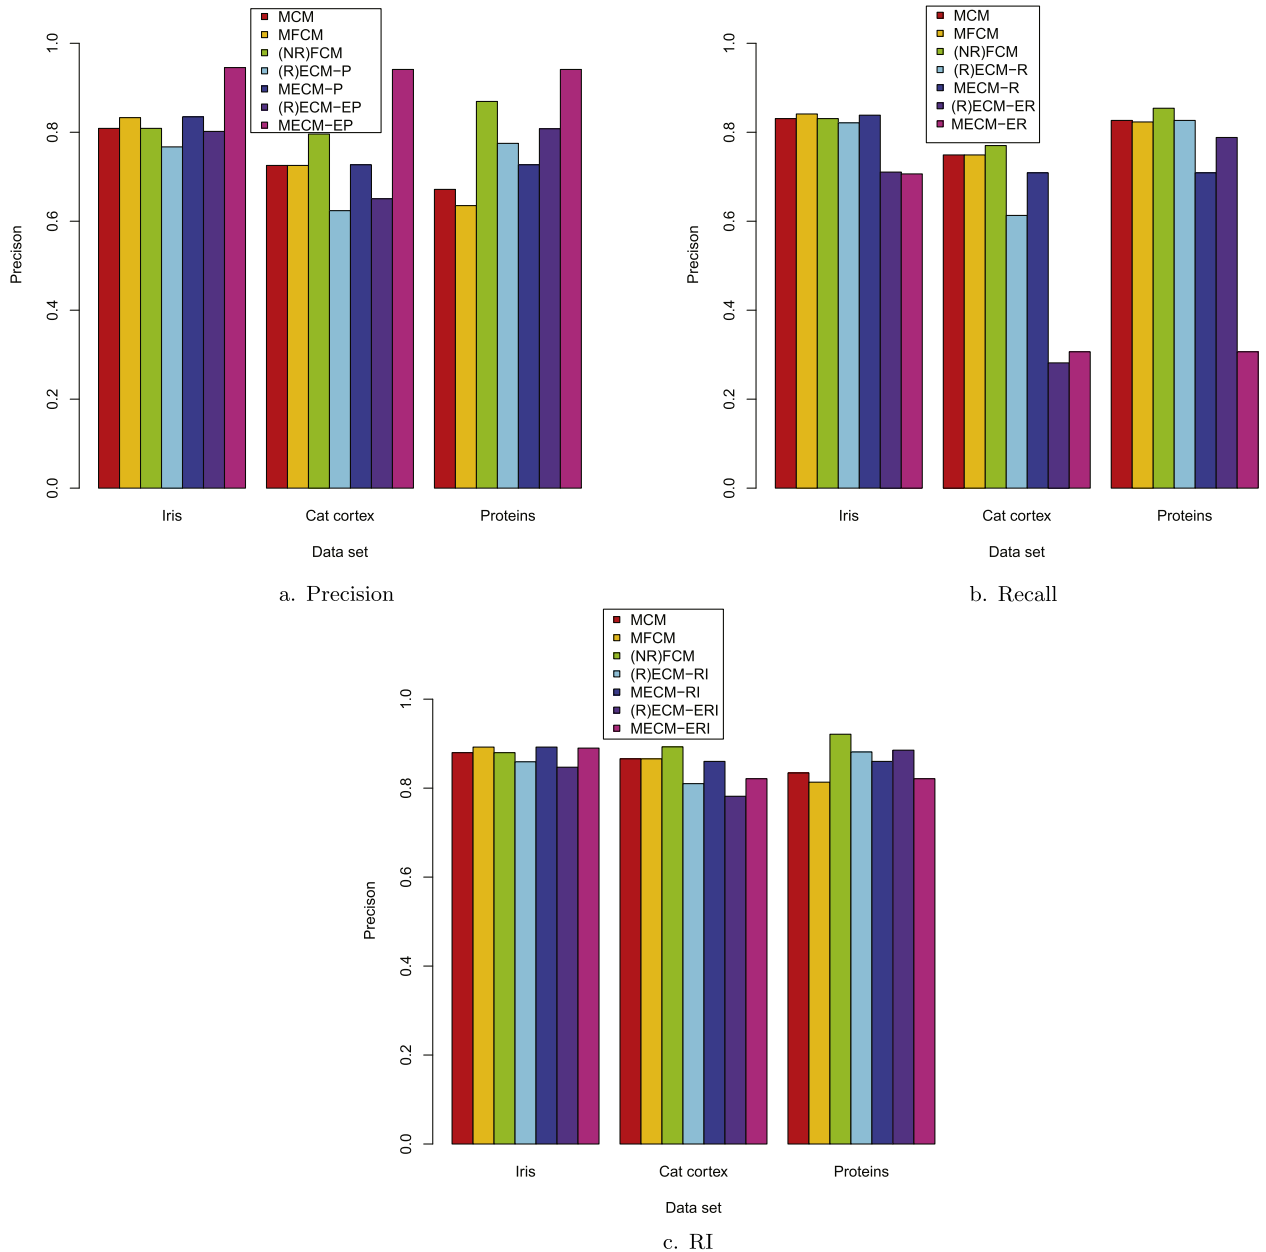 MCM
MFCM
(NR)FCM
(R)ECM−P
MECM−P
(R)ECM−EP
MECM−EP
1.0
0.8
0.6
0.4
0.2
0.0
Precison
Iris
Cat cortex
Proteins
Data set
a. Precision
MCM
MFCM
(NR)FCM
(R)ECM−R
MECM−R
(R)ECM−ER
MECM−ER
1.0
0.8
0.6
0.4
0.2
0.0
Precison
Iris
Cat cortex
Proteins
Data set
b. Recall
MCM
MFCM
(NR)FCM
(R)ECM−RI
MECM−RI
(R)ECM−ERI
MECM−ERI
1.0
0.8
0.6
0.4
0.2
0.0
Precison
Iris
Cat cortex
Proteins
Data set
c. RI